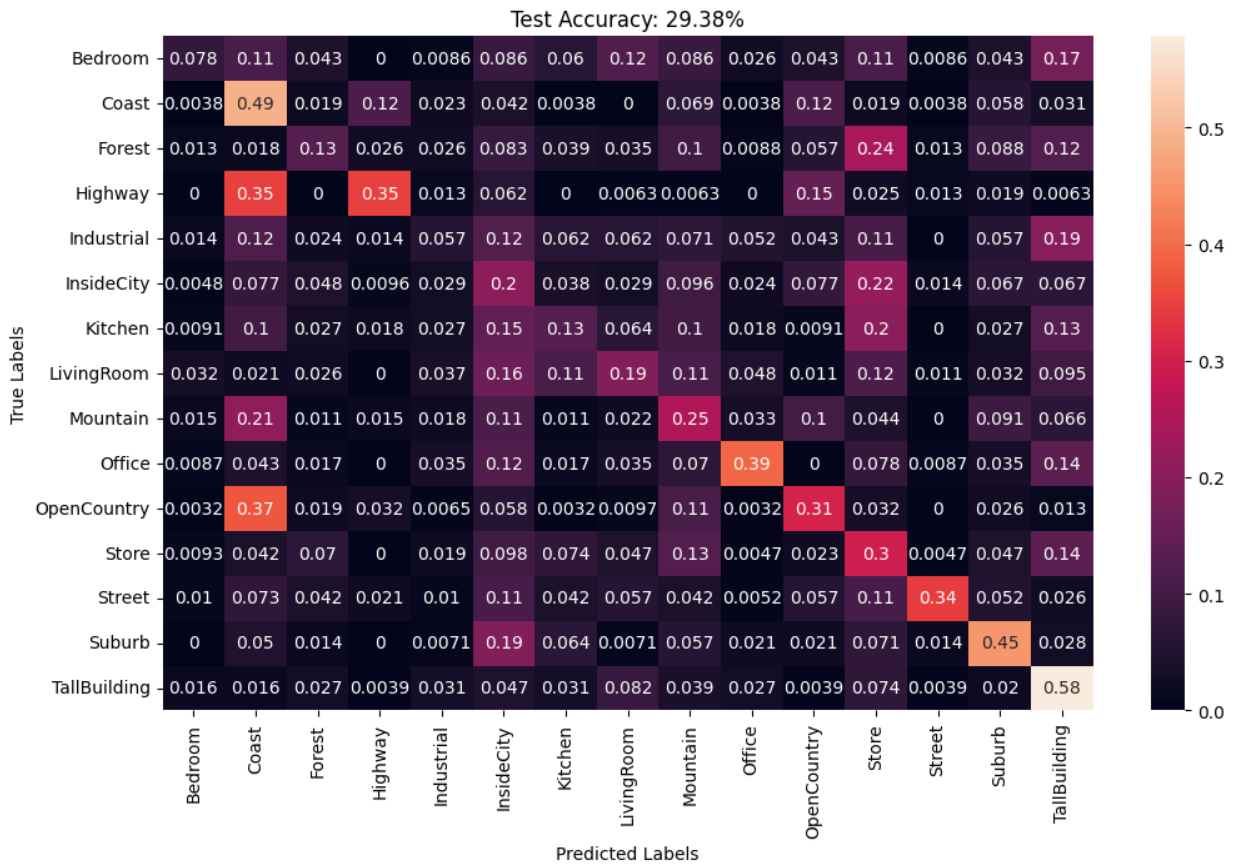 Test Accuracy: 29.38%
True Labels
Bedroom 0.078 0.11 0.043 0 0.0086 0.086 0.06 0.12 0.086 0.026 0.043 0.11 0.0086 0.043 0.17
Coast 0.0038 0.49 0.019 0.12 0.023 0.042 0.0038 0 0.069 0.0038 0.12 0.019 0.0038 0.058 0.031
Forest 0.013 0.018 0.13 0.026 0.026 0.083 0.039 0.035 0.1 0.0088 0.057 0.24 0.013 0.088 0.12
Highway 0 0.35 0 0.35 0.013 0.062 0 0.0063 0.0063 0 0.15 0.025 0.013 0.019 0.0063
Industrial 0.014 0.12 0.024 0.014 0.057 0.12 0.062 0.062 0.071 0.052 0.043 0.11 0 0.057 0.19
InsideCity 0.0048 0.077 0.048 0.0096 0.029 0.2 0.038 0.029 0.096 0.024 0.077 0.22 0.014 0.067 0.067
Kitchen 0.0091 0.1 0.027 0.018 0.027 0.15 0.13 0.064 0.1 0.018 0.0091 0.2 0 0.027 0.13
LivingRoom 0.032 0.021 0.026 0 0.037 0.16 0.11 0.19 0.11 0.048 0.011 0.12 0.011 0.032 0.095
Mountain 0.015 0.21 0.011 0.015 0.018 0.11 0.011 0.022 0.25 0.033 0.1 0.044 0 0.091 0.066
Office 0.0087 0.043 0.017 0 0.035 0.12 0.017 0.035 0.07 0.39 0 0.078 0.0087 0.035 0.14
OpenCountry 0.0032 0.37 0.019 0.032 0.0065 0.058 0.0032 0.0097 0.11 0.0032 0.31 0.032 0 0.026 0.013
Store 0.0093 0.042 0.07 0 0.019 0.098 0.074 0.047 0.13 0.0047 0.023 0.3 0.0047 0.047 0.14
Street 0.01 0.073 0.042 0.021 0.01 0.11 0.042 0.057 0.042 0.0052 0.057 0.11 0.34 0.052 0.026
Suburb 0 0.05 0.014 0 0.0071 0.19 0.064 0.0071 0.057 0.021 0.021 0.071 0.014 0.45 0.028
TallBuilding 0.016 0.016 0.027 0.0039 0.031 0.047 0.031 0.082 0.039 0.027 0.0039 0.074 0.0039 0.02 0.58
Bedroom Coast Forest Highway Industrial InsideCity Kitchen LivingRoom Mountain Office OpenCountry Store Street Suburb TallBuilding
Predicted Labels
0.5
0.4
0.3
0.2
0.1
0.0